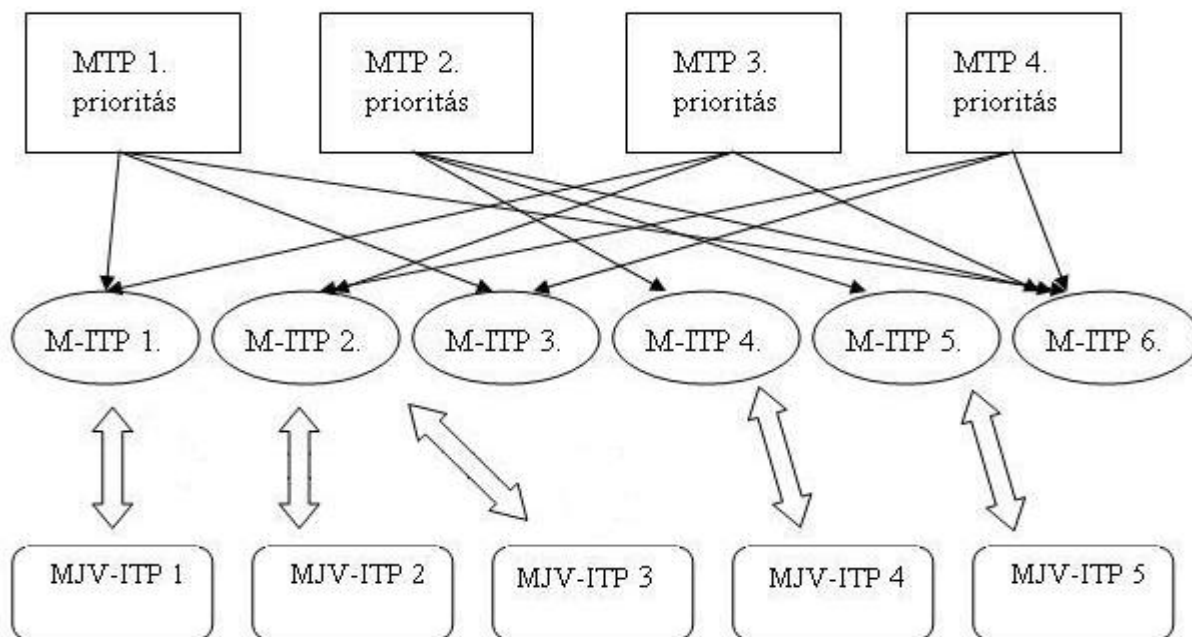 MTP 1.
prioritás
MTP 2.
prioritás
MTP 3.
prioritás
MTP 4.
prioritás
M-ITP 1.
M-ITP 2.
M-ITP 3.
M-ITP 4.
M-ITP 5.
M-ITP 6.
MJV-ITP 1
MJV-ITP 2
MJV-ITP 3
MJV-ITP 4
MJV-ITP 5